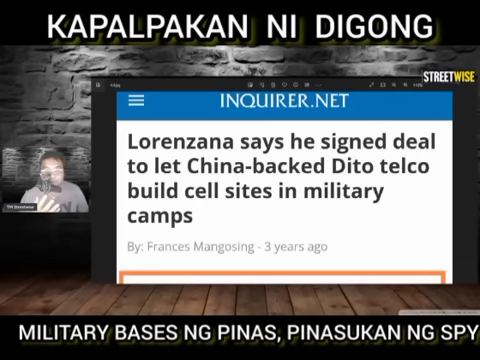 KAPALPAKAN NI DIGONG
STREETWISE
INQUIRER.NET
Lorenzana says he signed deal
to let China-backed Dito telco
build cell sites in military
camps
By: Frances Mangosing - 3 years ago
MILITARY BASES NG PINAS, PINASUKAN NG SPY